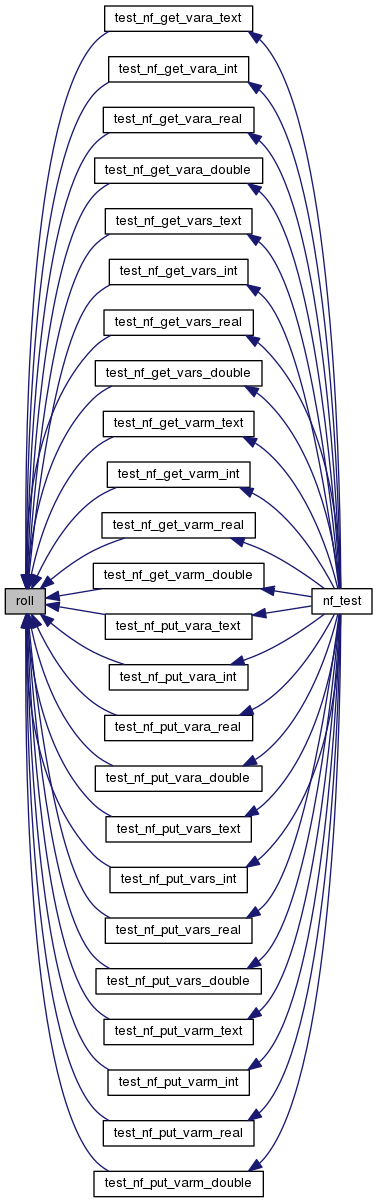 test_nf_get_vara_text
test_nf_get_vara_int
test_nf_get_vara_real
test_nf_get_vara_double
test_nf_get_vars_text
test_nf_get_vars_int
test_nf_get_vars_real
test_nf_get_vars_double
test_nf_get_varm_text
test_nf_get_varm_int
test_nf_get_varm_real
test_nf_get_varm_double
roll
nf_test
test_nf_put_vara_text
test_nf_put_vara_int
test_nf_put_vara_real
test_nf_put_vara_double
test_nf_put_vars_text
test_nf_put_vars_int
test_nf_put_vars_real
test_nf_put_vars_double
test_nf_put_varm_text
test_nf_put_varm_int
test_nf_put_varm_real
test_nf_put_varm_double